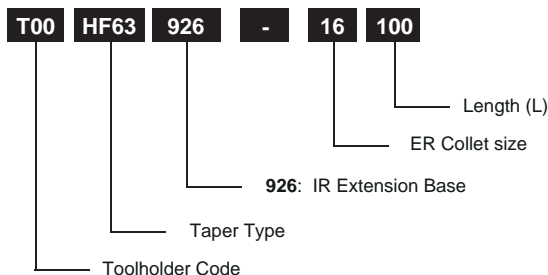 T00 HF63 926 - 16 100
Length (L)
ER Collet size
926: IR Extension Base
Taper Type
Toolholder Code